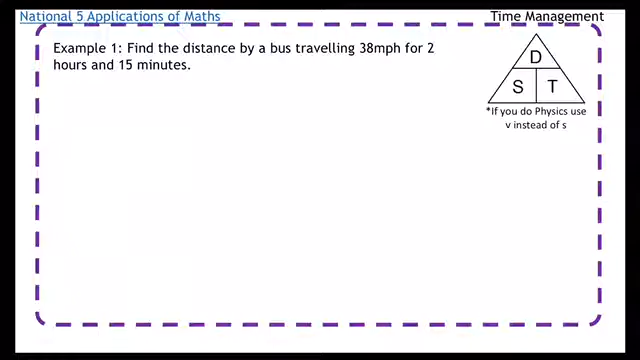 National 5 Applications of Maths
Time Management
Example 1: Find the distance by a bus travelling 38mph for 2
hours and 15 minutes.
D
S T
*If you do Physics use
v instead of s